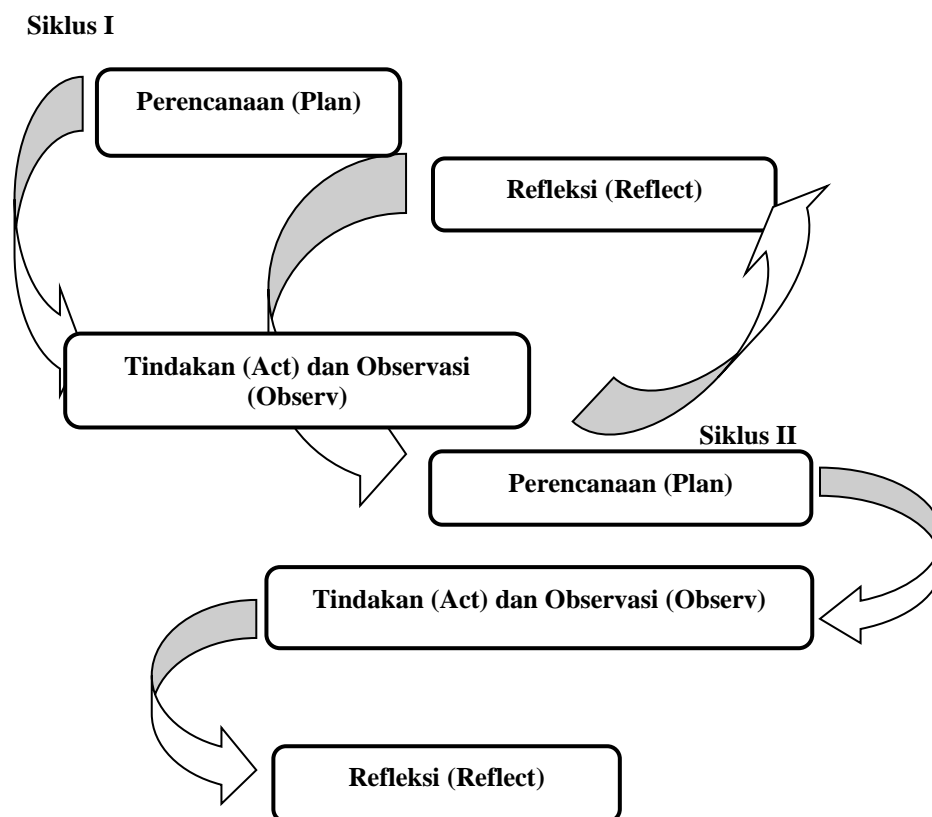 Siklus I
Perencanaan (Plan)
Refleksi (Reflect)
Tindakan (Act) dan Observasi
(Observ)
Siklus II
Perencanaan (Plan)
Tindakan (Act) dan Observasi (Observ)
Refleksi (Reflect)